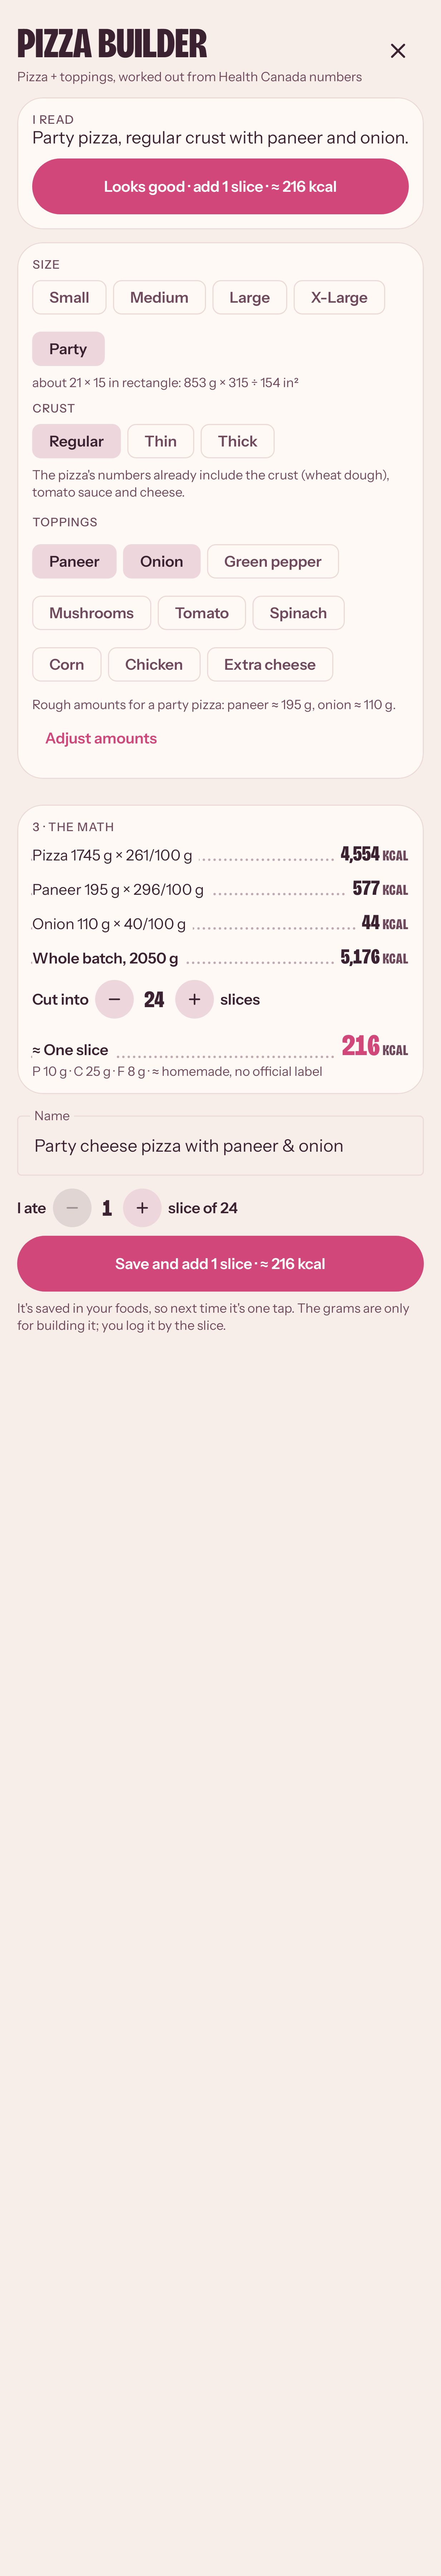 PIZZA BUILDER
Pizza + toppings, worked out from Health Canada numbers
I READ
Party pizza, regular crust with paneer and onion.
Looks good · add 1 slice · ≈ 216 kcal
SIZE
Small Medium Large X-Large
Party
about 21 × 15 in rectangle: 853 g × 315 ÷ 154 in²
CRUST
Regular Thin Thick
The pizza's numbers already include the crust (wheat dough),
tomato sauce and cheese.
TOPPINGS
Paneer Onion Green pepper
Mushrooms Tomato Spinach
Corn Chicken Extra cheese
Rough amounts for a party pizza: paneer ≈ 195 g, onion ≈ 110 g.
Adjust amounts
3 · THE MATH
Pizza 1745 g × 261/100 g 4,554 KCAL
Paneer 195 g × 296/100 g 577 KCAL
Onion 110 g × 40/100 g 44 KCAL
Whole batch, 2050 g 5,176 KCAL
Cut into − 24 + slices
≈ One slice 216 KCAL
P 10 g · C 25 g · F 8 g · ≈ homemade, no official label
Name
Party cheese pizza with paneer & onion
I ate − 1 + slice of 24
Save and add 1 slice · ≈ 216 kcal
It's saved in your foods, so next time it's one tap. The grams are only
for building it; you log it by the slice.